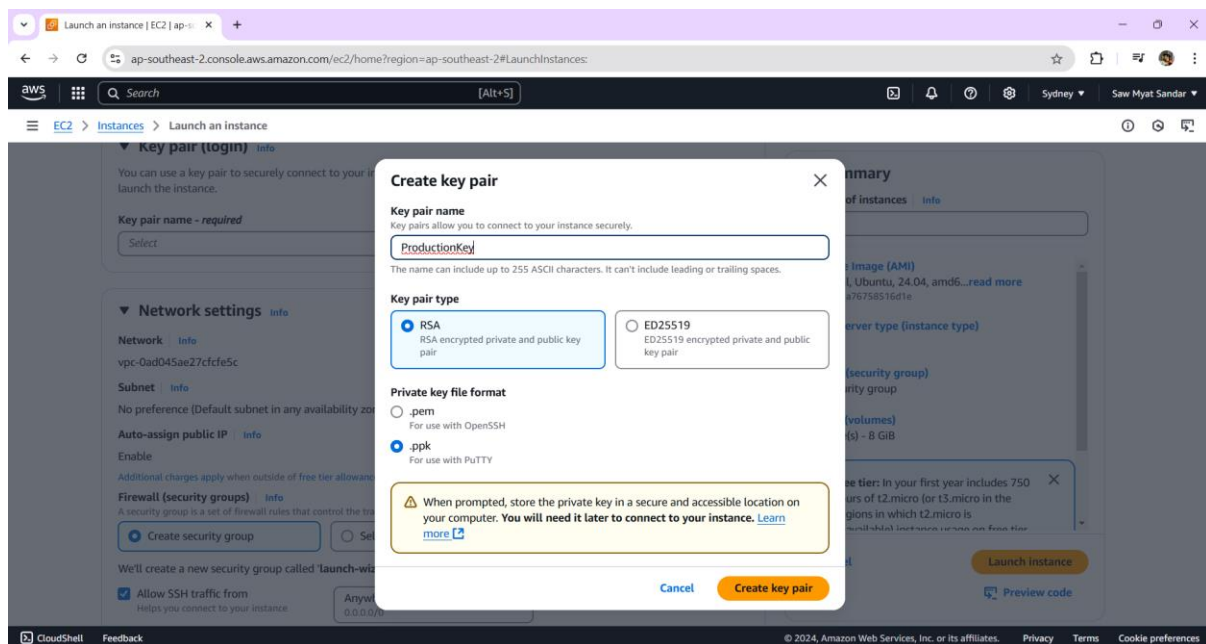 Launch an instance | EC2 | ap-s
ap-southeast-2.console.aws.amazon.com/ec2/home?region=ap-southeast-2#LaunchInstances:
aws
Search
[Alt+S]
Sydney
Saw Myat Sandar
EC2 > Instances > Launch an instance
Key pair (login) Info
You can use a key pair to securely connect to your
launch the instance.
Key pair name - required
Select
Network settings Info
Network Info
vpc-0ad045ae27cfcfe5c
Subnet Info
No preference (Default subnet in any availability zo
Auto-assign public IP Info
Enable
Additional charges apply when outside of free tier allowance
Firewall (security groups) Info
A security group is a set of firewall rules that control the tra
Create security group
Sel
We'll create a new security group called 'launch-wiz
Allow SSH traffic from
Helps you connect to your instance
Anywh
0.0.0.0/0
Create key pair
Key pair name
Key pairs allow you to connect to your instance securely.
ProductionKey
The name can include up to 255 ASCII characters. It can't include leading or trailing spaces.
Key pair type
RSA
RSA encrypted private and public key
pair
ED25519
ED25519 encrypted private and public
key pair
Private key file format
.pem
For use with OpenSSH
.ppk
For use with PuTTY
When prompted, store the private key in a secure and accessible location on
your computer. You will need it later to connect to your instance. Learn
more
Cancel
Create key pair
mmary
of instances Info
Image (AMI)
l, Ubuntu, 24.04, amd6...read more
a76758516d1e
erver type (instance type)
(security group)
rity group
(volumes)
(s) - 8 GiB
ee tier: In your first year includes 750
urs of t2.micro (or t3.micro in the
gions in which t2.micro is
Launch instance
Preview code
CloudShell Feedback
© 2024, Amazon Web Services, Inc. or its affiliates. Privacy Terms Cookie preferences